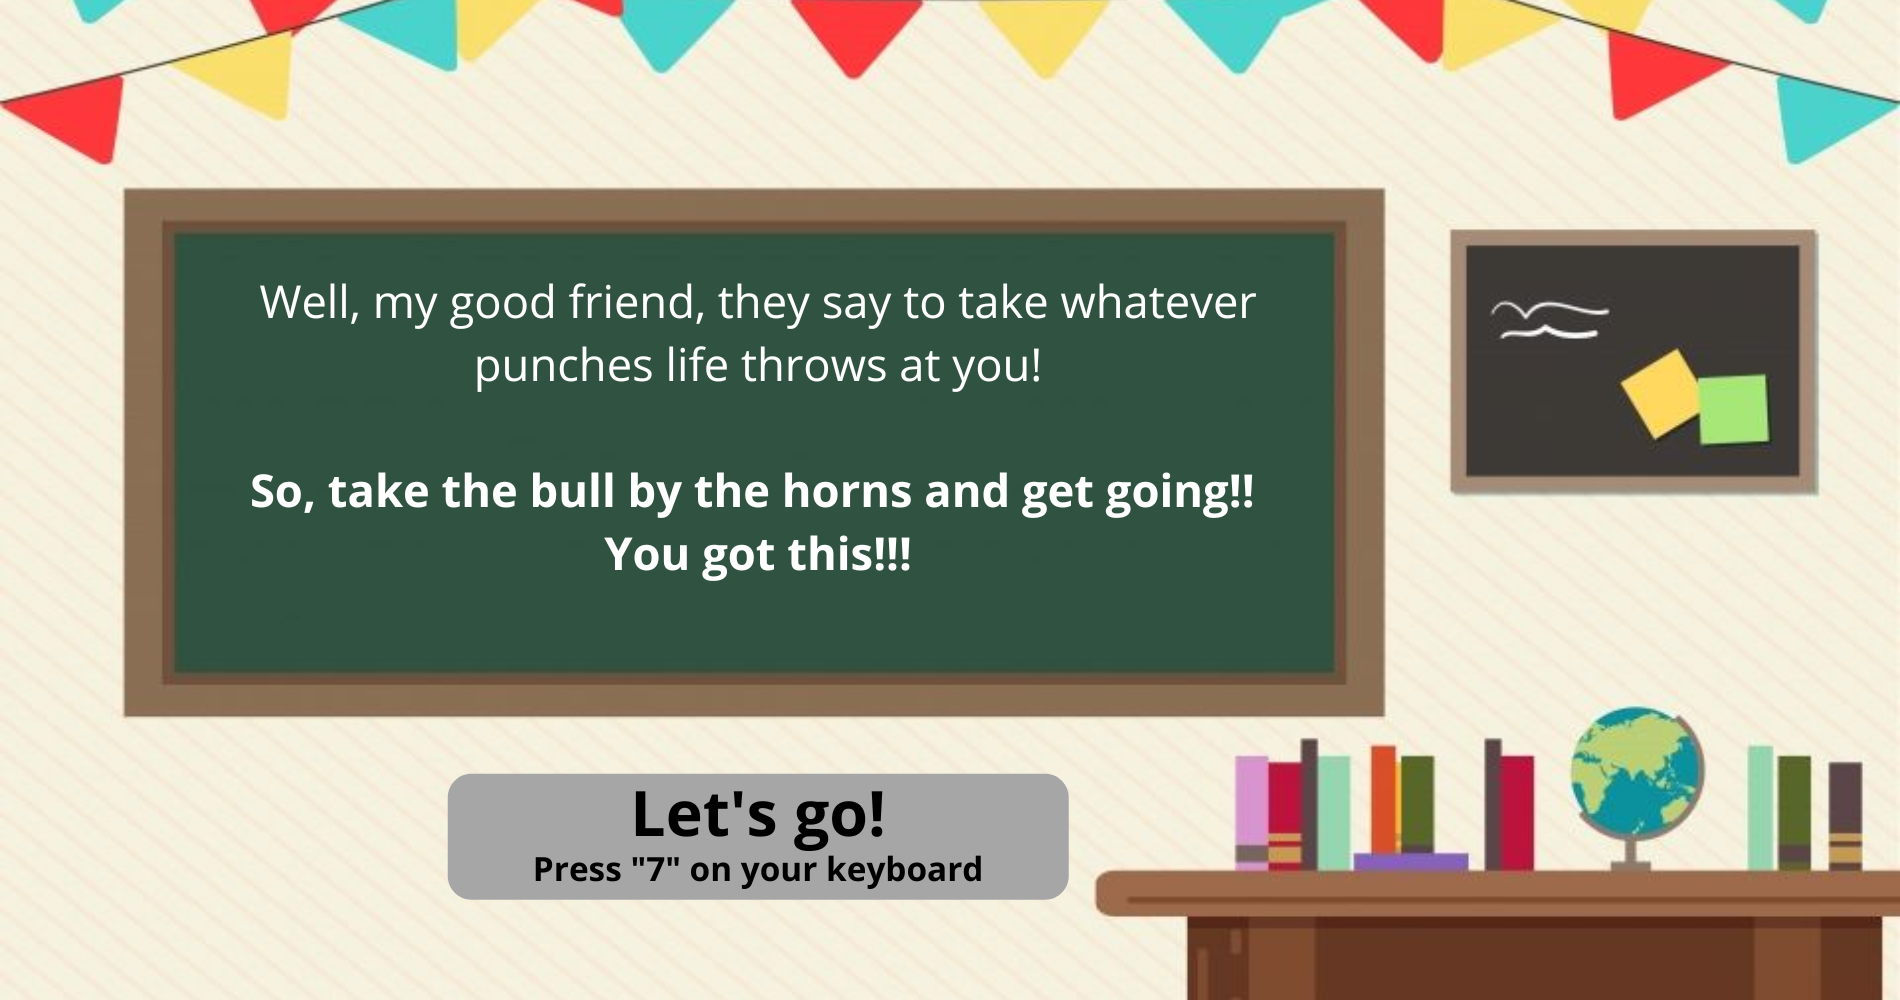 Well, my good friend, they say to take whatever
punches life throws at you!
So, take the bull by the horns and get going!!
You got this!!!
Let's go!
Press "7" on your keyboard